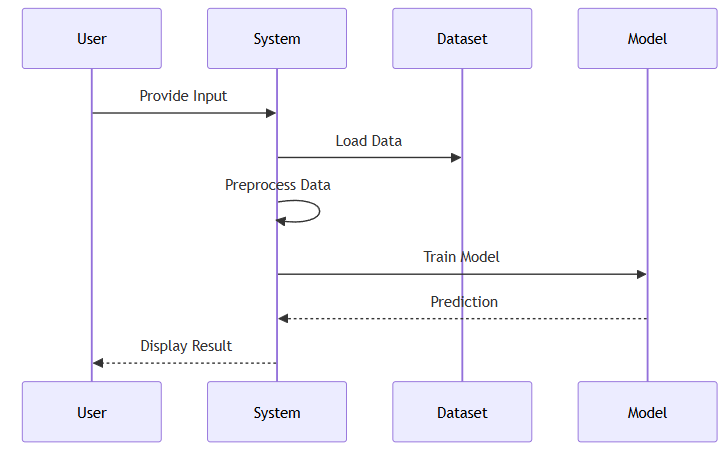 User
System
Dataset
Model
Provide Input
Load Data
Preprocess Data
Train Model
Prediction
Display Result
User
System
Dataset
Model